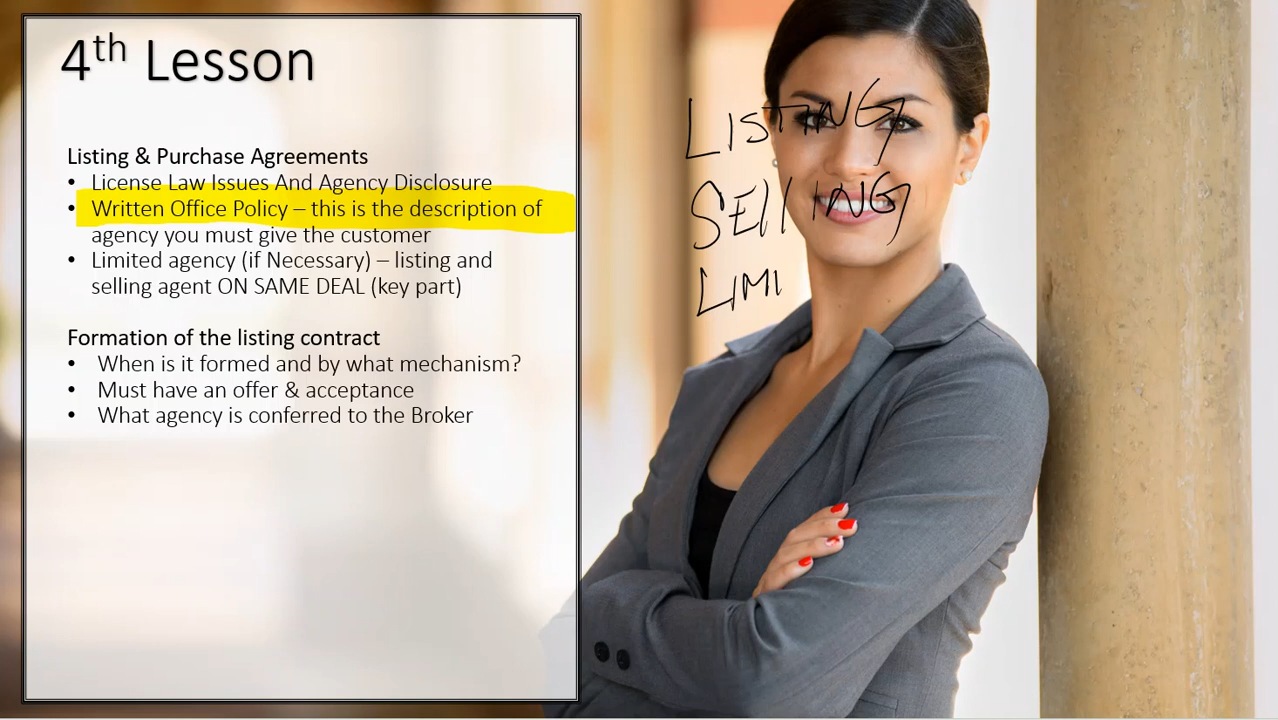 4th Lesson
Listing & Purchase Agreements
• License Law Issues And Agency Disclosure
• Written Office Policy – this is the description of
agency you must give the customer
• Limited agency (if Necessary) – listing and
selling agent ON SAME DEAL (key part)
Formation of the listing contract
• When is it formed and by what mechanism?
• Must have an offer & acceptance
• What agency is conferred to the Broker
LISTING
SELLING
LIMI